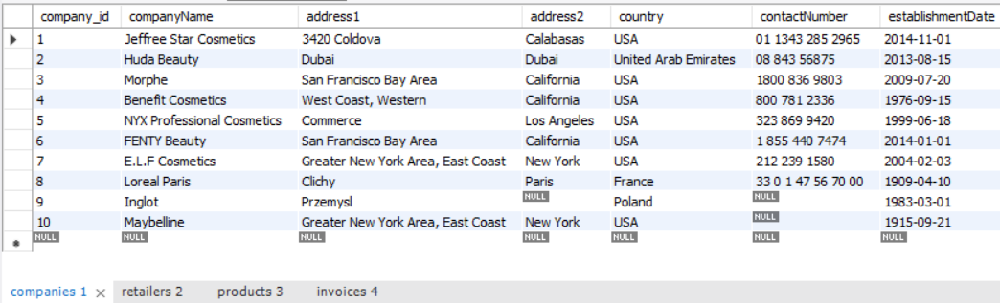 company_id companyName address1 address2 country contactNumber establishmentDate
1 Jeffree Star Cosmetics 3420 Coldova Calabasas USA 01 1343 285 2965 2014-11-01
2 Huda Beauty Dubai Dubai United Arab Emirates 08 843 56875 2013-08-15
3 Morphe San Francisco Bay Area California USA 1800 836 9803 2009-07-20
4 Benefit Cosmetics West Coast, Western California USA 800 781 2336 1976-09-15
5 NYX Professional Cosmetics Commerce Los Angeles USA 323 869 9420 1999-06-18
6 FENTY Beauty San Francisco Bay Area California USA 1 855 440 7474 2014-01-01
7 E.L.F Cosmetics Greater New York Area, East Coast New York USA 212 239 1580 2004-02-03
8 Loreal Paris Clichy Paris France 33 0 1 47 56 70 00 1909-04-10
9 Inglot Przemysl NULL Poland NULL 1983-03-01
10 Maybelline Greater New York Area, East Coast New York USA NULL 1915-09-21
NULL NULL NULL NULL NULL NULL NULL
companies 1 retailers 2 products 3 invoices 4